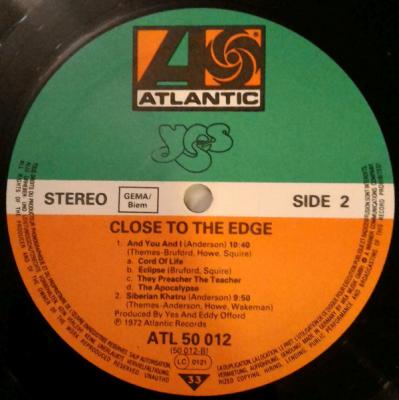 ATLANTIC
yes
STEREO
GEMA/
Biem
SIDE 2
CLOSE TO THE EDGE
1. And You And I (Anderson) 10:40
(Themes-Bruford, Howe, Squire)
a. Cord Of Life
b. Eclipse (Bruford, Squire)
c. They Preacher The Teacher
d. The Apocalypse
2. Siberian Khatru (Anderson) 9:50
(Themes-Anderson, Howe, Wakeman)
Produced by Yes And Eddy Offord
℗ 1972 Atlantic Records
ATL 50 012
(50 012-B)
LC 0121
33